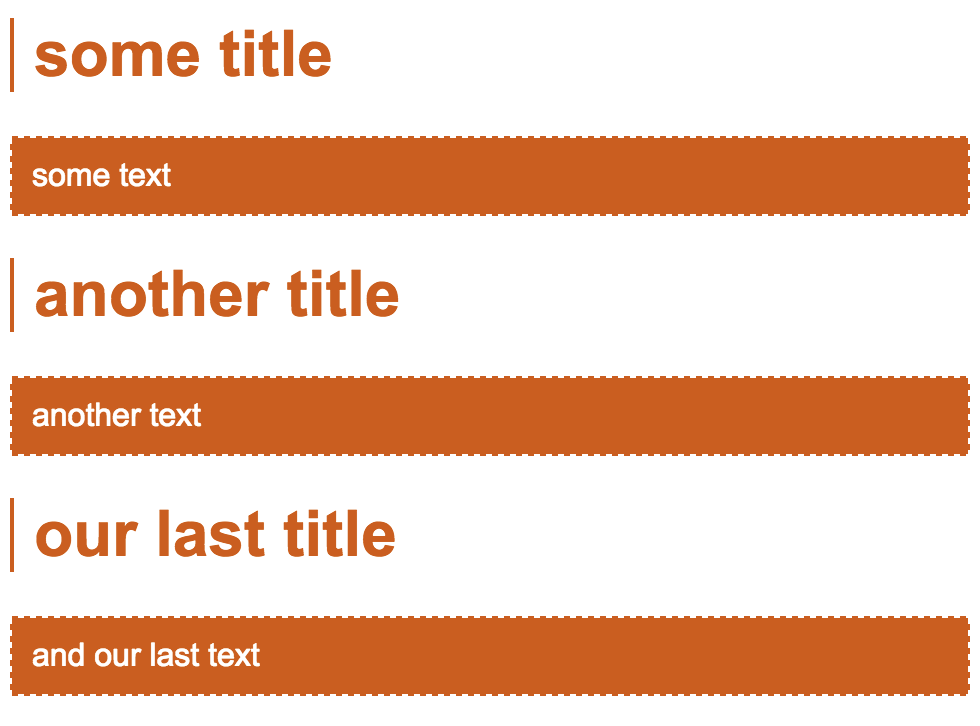 some title
some text
another title
another text
our last title
and our last text